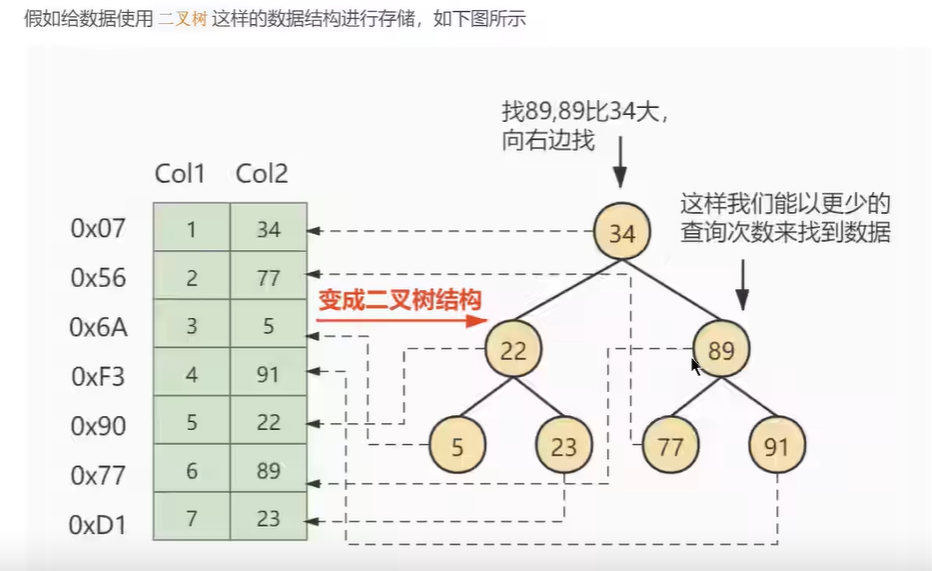 假如给数据使用 二叉树 这样的数据结构进行存储，如下图所示
找89,89比34大，
向右边找
Col1 Col2
这样我们能以更少的
查询次数来找到数据
0x07 1 34
34
0x56 2 77
变成二叉树结构
0x6A 3 5
22 89
0xF3 4 91
0x90 5 22
5 23 77 91
0x77 6 89
0xD1 7 23